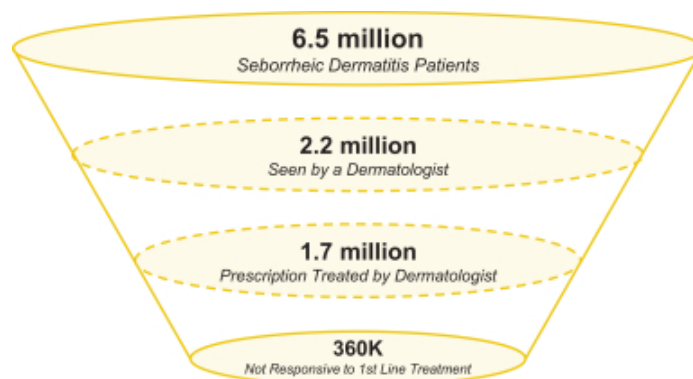 6.5 million
Seborrheic Dermatitis Patients
2.2 million
Seen by a Dermatologist
1.7 million
Prescription Treated by Dermatologist
360K
Not Responsive to 1st Line Treatment